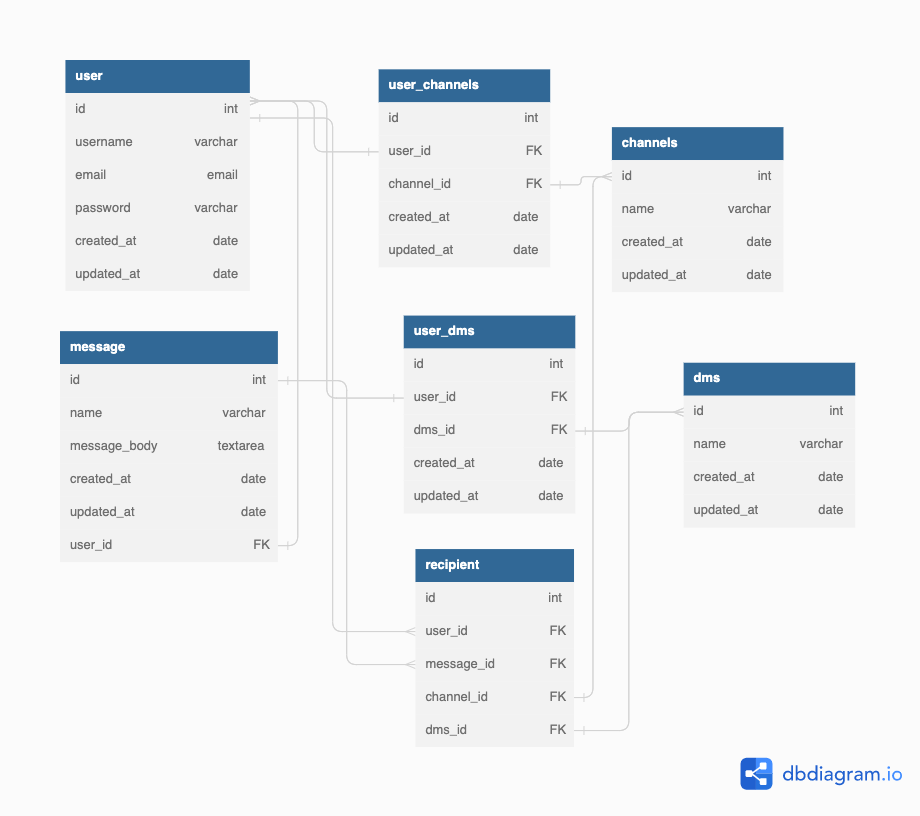 user
id int
username varchar
email email
password varchar
created_at date
updated_at date
user_channels
id int
user_id FK
channel_id FK
created_at date
updated_at date
channels
id int
name varchar
created_at date
updated_at date
message
id int
name varchar
message_body textarea
created_at date
updated_at date
user_id FK
user_dms
id int
user_id FK
dms_id FK
created_at date
updated_at date
dms
id int
name varchar
created_at date
updated_at date
recipient
id int
user_id FK
message_id FK
channel_id FK
dms_id FK
dbdiagram.io